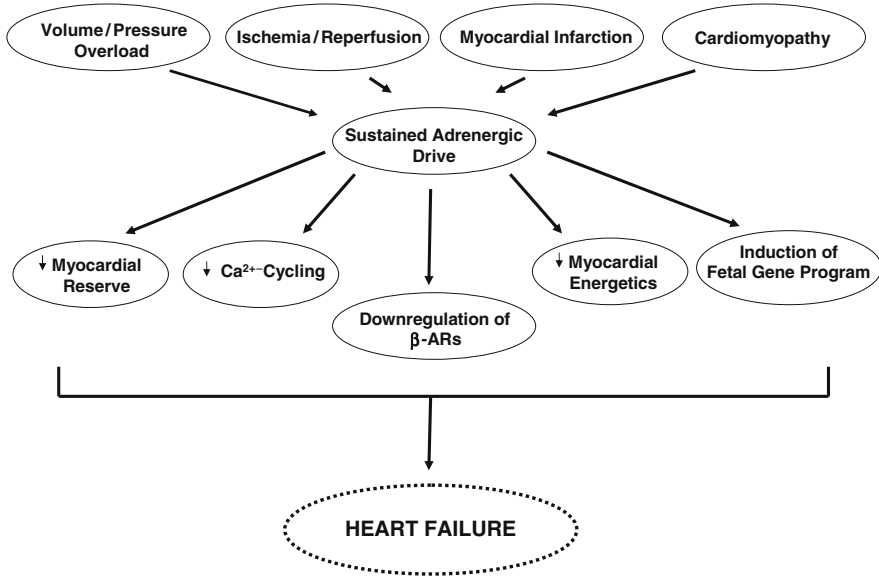 Volume/Pressure
Overload
Ischemia/Reperfusion
Myocardial Infarction
Cardiomyopathy
Sustained Adrenergic
Drive
↓ Myocardial
Reserve
↓ Ca²⁺–Cycling
Downregulation of
β-ARs
↓ Myocardial
Energetics
Induction of
Fetal Gene Program
HEART FAILURE